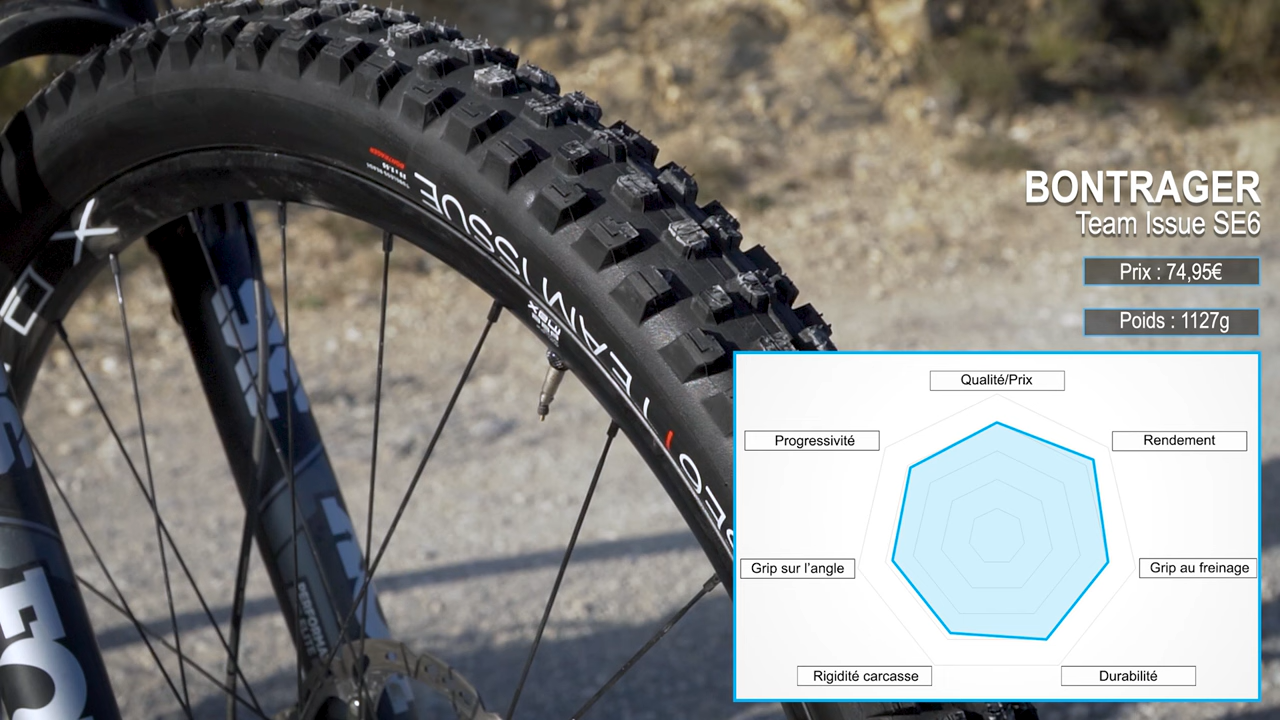 BONTRAGER
Team Issue SE6
Prix : 74,95€
Poids : 1127g
Qualité/Prix
Progressivité
Rendement
Grip sur l'angle
Grip au freinage
Rigidité carcasse
Durabilité
TEAM ISSUE